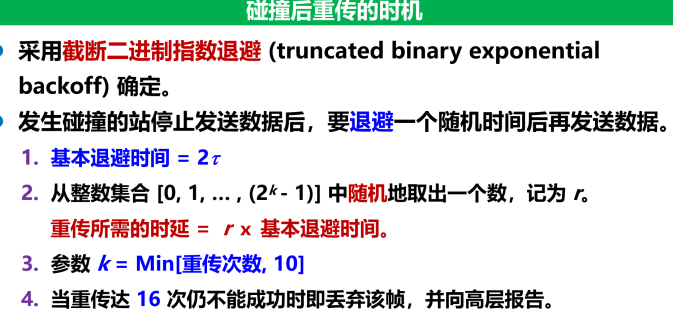 碰撞后重传的时机
采用截断二进制指数退避 (truncated binary exponential
backoff) 确定。
发生碰撞的站停止发送数据后，要退避一个随机时间后再发送数据。
1. 基本退避时间 = 2τ
2. 从整数集合 [0, 1, … , (2ᵏ - 1)] 中随机地取出一个数，记为 r。
重传所需的时延 = r x 基本退避时间。
3. 参数 k = Min[重传次数, 10]
4. 当重传达 16 次仍不能成功时即丢弃该帧，并向高层报告。